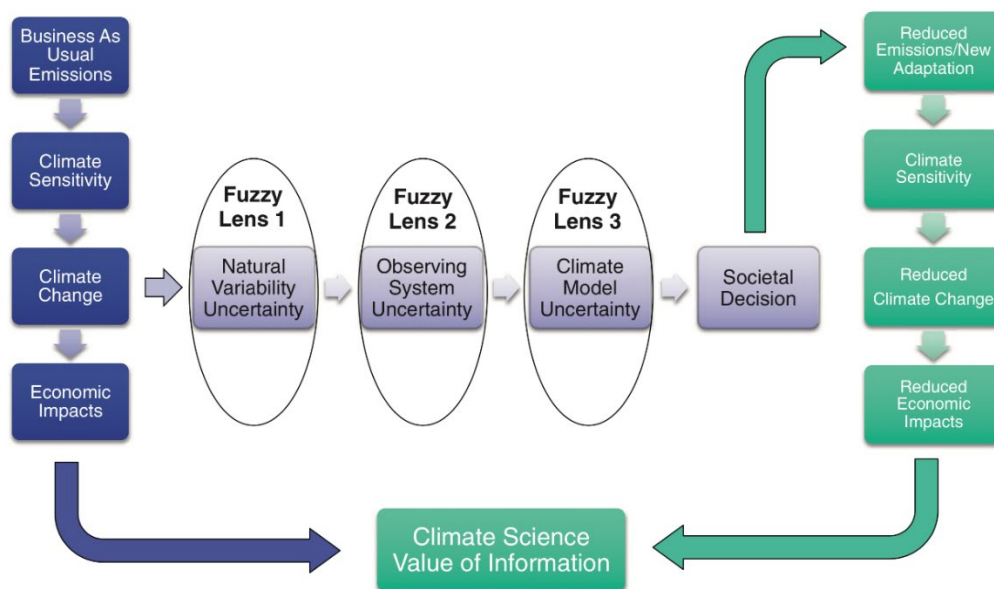 Business As
Usual
Emissions
Climate
Sensitivity
Climate
Change
Economic
Impacts
Fuzzy
Lens 1
Natural
Variability
Uncertainty
Fuzzy
Lens 2
Observing
System
Uncertainty
Fuzzy
Lens 3
Climate
Model
Uncertainty
Societal
Decision
Reduced
Emissions/New
Adaptation
Climate
Sensitivity
Reduced
Climate Change
Reduced
Economic
Impacts
Climate Science
Value of Information